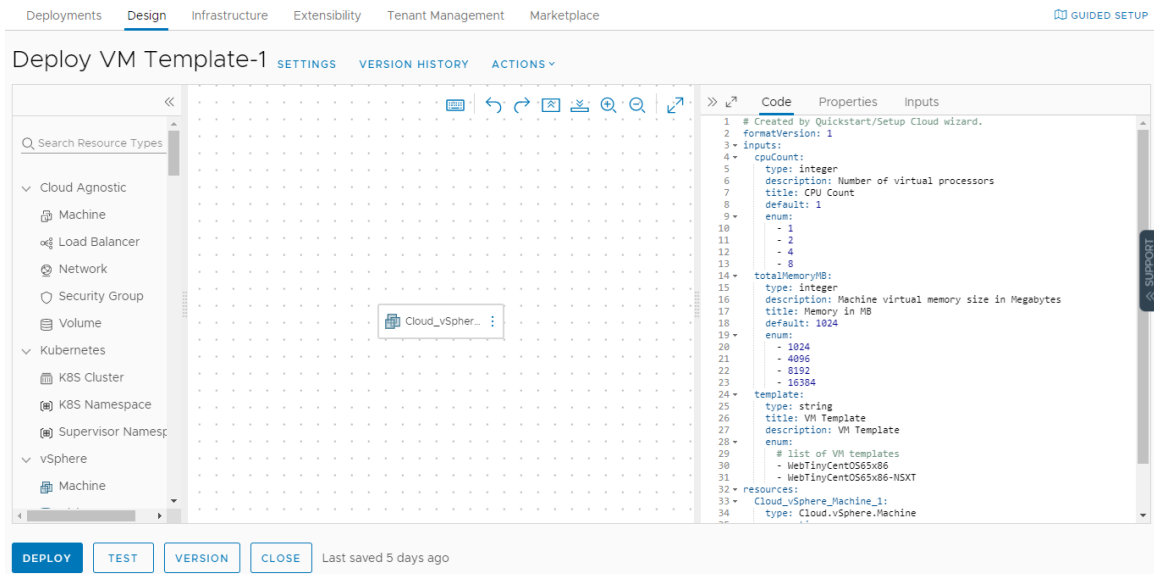 Deployments Design Infrastructure Extensibility Tenant Management Marketplace GUIDED SETUP
Deploy VM Template-1 SETTINGS VERSION HISTORY ACTIONS
Search Resource Types
Cloud Agnostic
Machine
Load Balancer
Network
Security Group
Volume
Kubernetes
K8S Cluster
K8S Namespace
Supervisor Namesp
vSphere
Machine
Cloud_vSpher...
Code Properties Inputs
1 # Created by Quickstart/Setup Cloud wizard.
2 formatVersion: 1
3 inputs:
4 cpuCount:
5 type: integer
6 description: Number of virtual processors
7 title: CPU Count
8 default: 1
9 enum:
10 - 1
11 - 2
12 - 4
13 - 8
14 totalMemoryMB:
15 type: integer
16 description: Machine virtual memory size in Megabytes
17 title: Memory in MB
18 default: 1024
19 enum:
20 - 1024
21 - 4096
22 - 8192
23 - 16384
24 template:
25 type: string
26 title: VM Template
27 description: VM Template
28 enum:
29 # list of VM templates
30 - WebTinyCentOS65x86
31 - WebTinyCentOS65x86-NSXT
32 resources:
33 Cloud_vSphere_Machine_1:
34 type: Cloud.vSphere.Machine
SUPPORT
DEPLOY TEST VERSION CLOSE Last saved 5 days ago